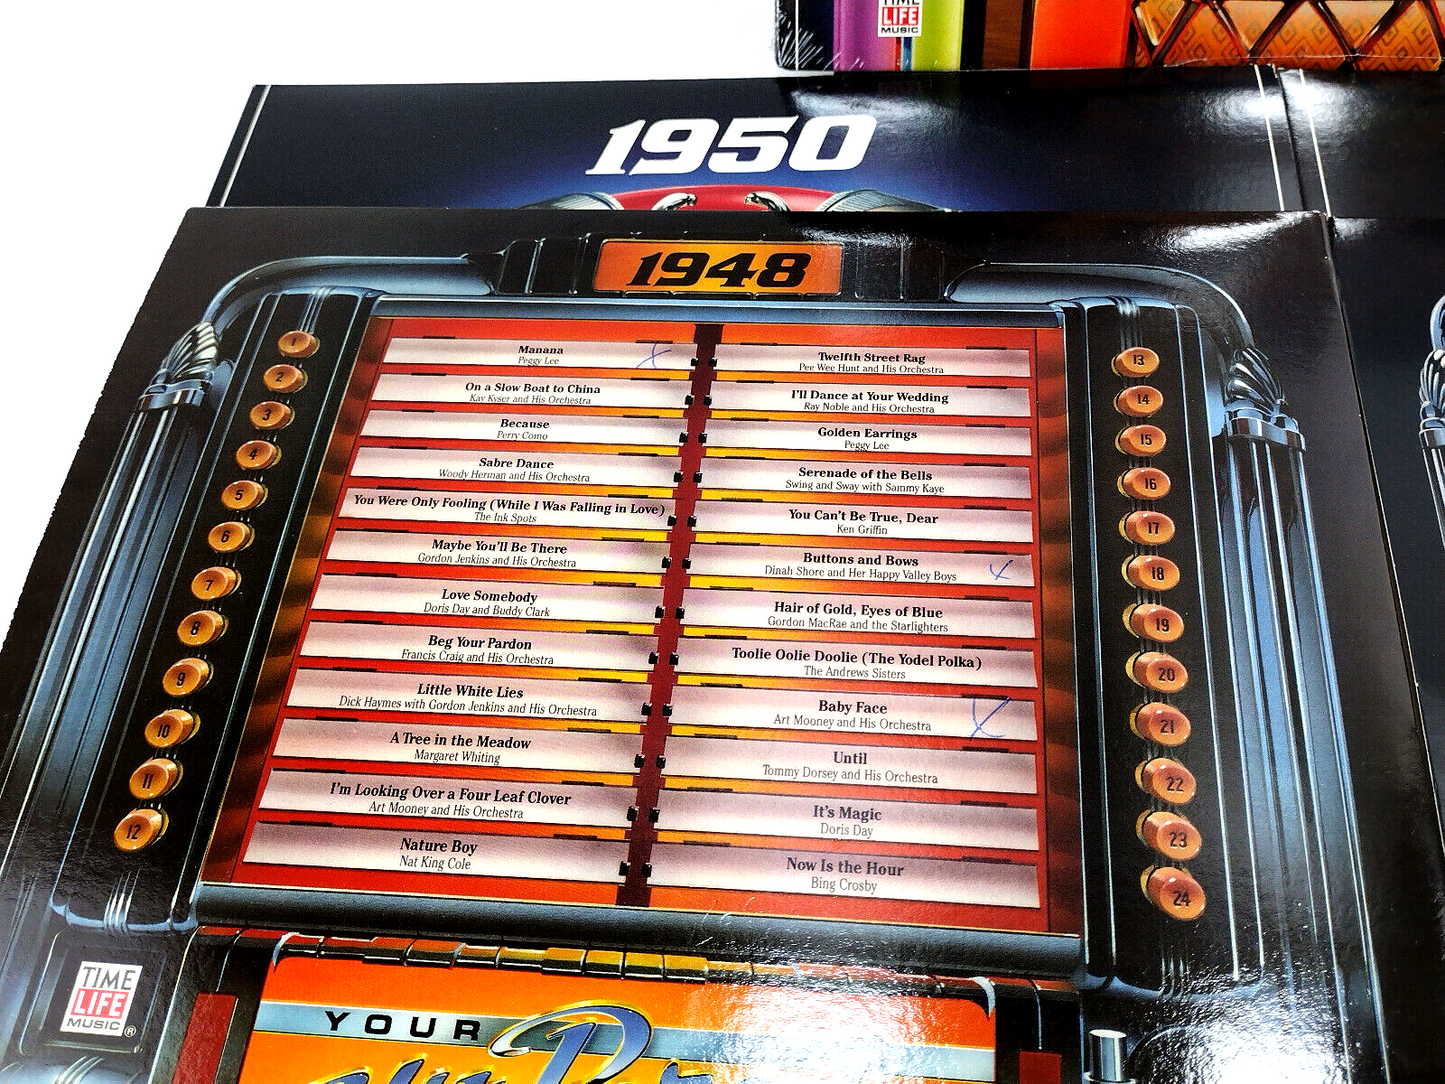 TIME
LIFE
MUSIC
1950
1948
1
2
3
4
5
6
7
8
9
10
11
12
Manana
Peggy Lee
On a Slow Boat to China
Kay Kyser and His Orchestra
Because
Perry Como
Sabre Dance
Woody Herman and His Orchestra
You Were Only Fooling (While I Was Falling in Love)
The Ink Spots
Maybe You'll Be There
Gordon Jenkins and His Orchestra
Love Somebody
Doris Day and Buddy Clark
Beg Your Pardon
Francis Craig and His Orchestra
Little White Lies
Dick Haymes with Gordon Jenkins and His Orchestra
A Tree in the Meadow
Margaret Whiting
I'm Looking Over a Four Leaf Clover
Art Mooney and His Orchestra
Nature Boy
Nat King Cole
Twelfth Street Rag
Pee Wee Hunt and His Orchestra
I'll Dance at Your Wedding
Ray Noble and His Orchestra
Golden Earrings
Peggy Lee
Serenade of the Bells
Swing and Sway with Sammy Kaye
You Can't Be True, Dear
Ken Griffin
Buttons and Bows
Dinah Shore and Her Happy Valley Boys
Hair of Gold, Eyes of Blue
Gordon MacRae and the Starlighters
Toolie Oolie Doolie (The Yodel Polka)
The Andrews Sisters
Baby Face
Art Mooney and His Orchestra
Until
Tommy Dorsey and His Orchestra
It's Magic
Doris Day
Now Is the Hour
Bing Crosby
13
14
15
16
17
18
19
20
21
22
23
24
TIME
LIFE
MUSIC®
YOUR